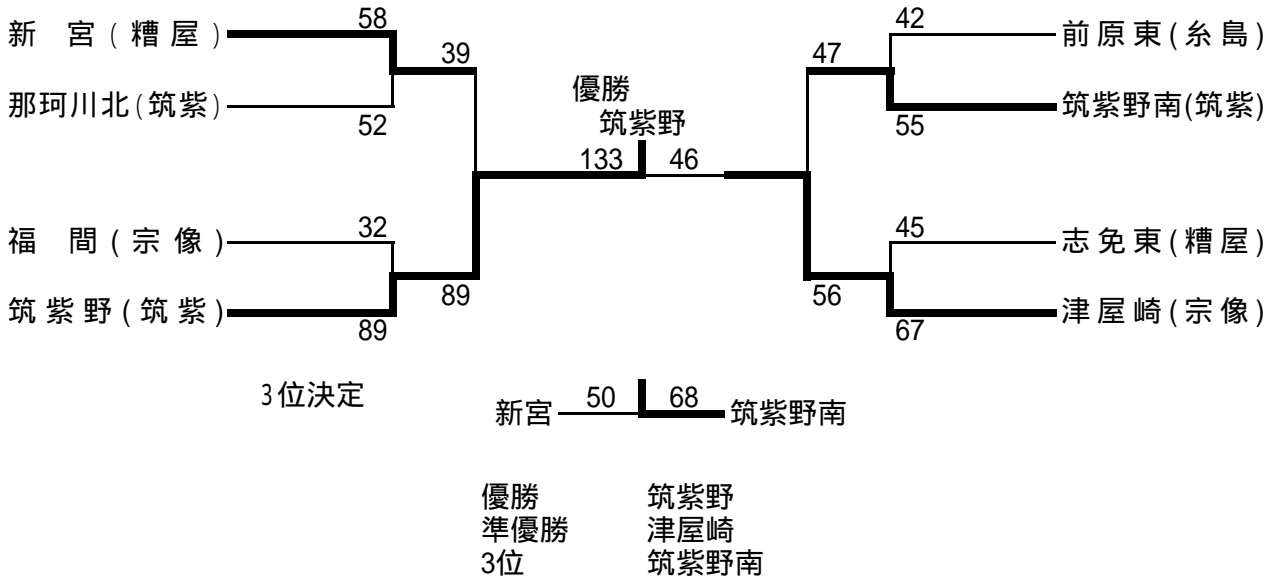 58
新宮(糟屋)
39
那珂川北(筑紫)
52
32
福間(宗像)
89
筑紫野(筑紫)
89
優勝
筑紫野
133 46
42
前原東(糸島)
47
筑紫野南(筑紫)
55
45
志免東(糟屋)
56
津屋崎(宗像)
67
3位決定
新宮 50 68 筑紫野南
優勝 筑紫野
準優勝 津屋崎
3位 筑紫野南